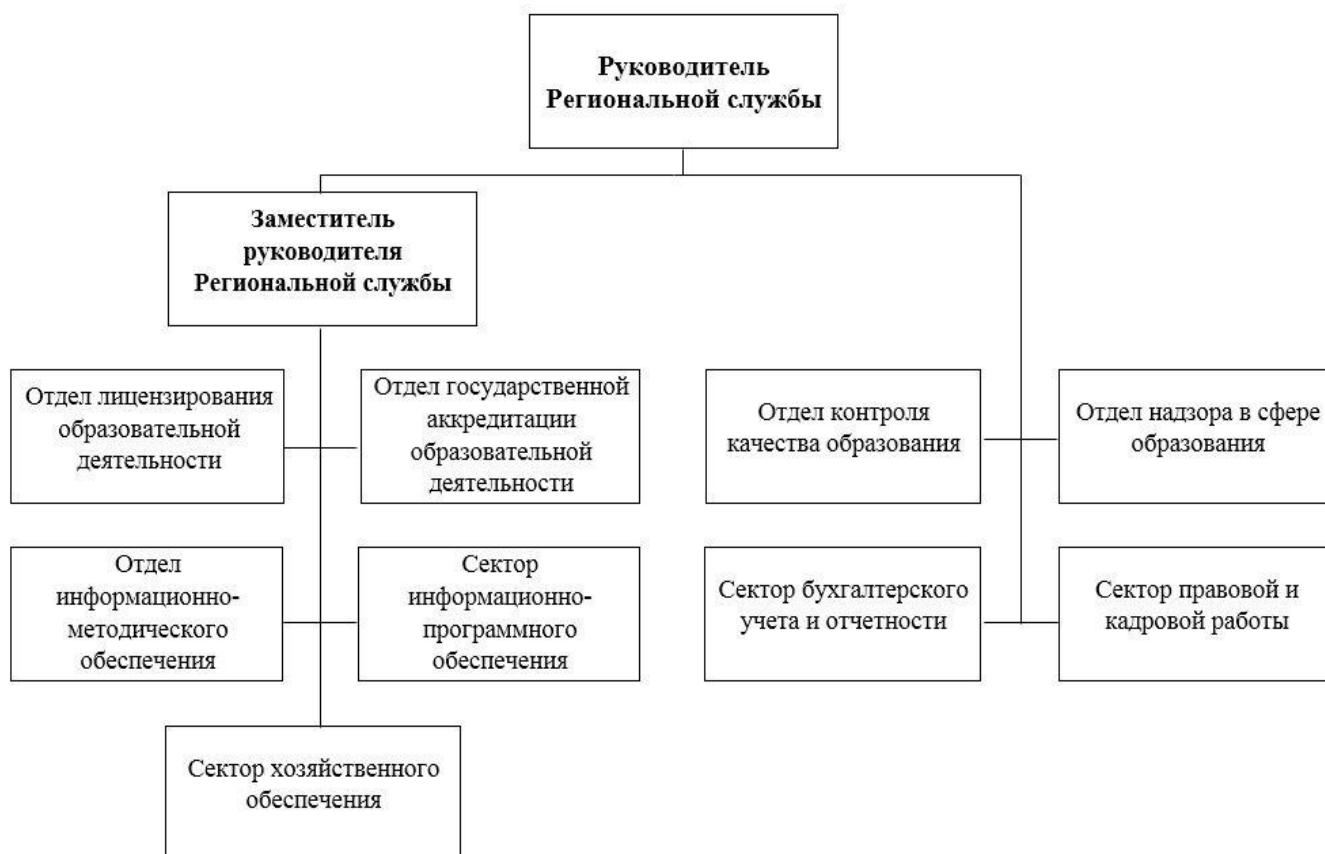 Руководитель
Региональной службы
Заместитель
руководителя
Региональной службы
Отдел лицензирования
образовательной
деятельности
Отдел государственной
аккредитации
образовательной
деятельности
Отдел контроля
качества образования
Отдел надзора в сфере
образования
Отдел
информационно-
методического
обеспечения
Сектор
информационно-
программного
обеспечения
Сектор бухгалтерского
учета и отчетности
Сектор правовой и
кадровой работы
Сектор хозяйственного
обеспечения